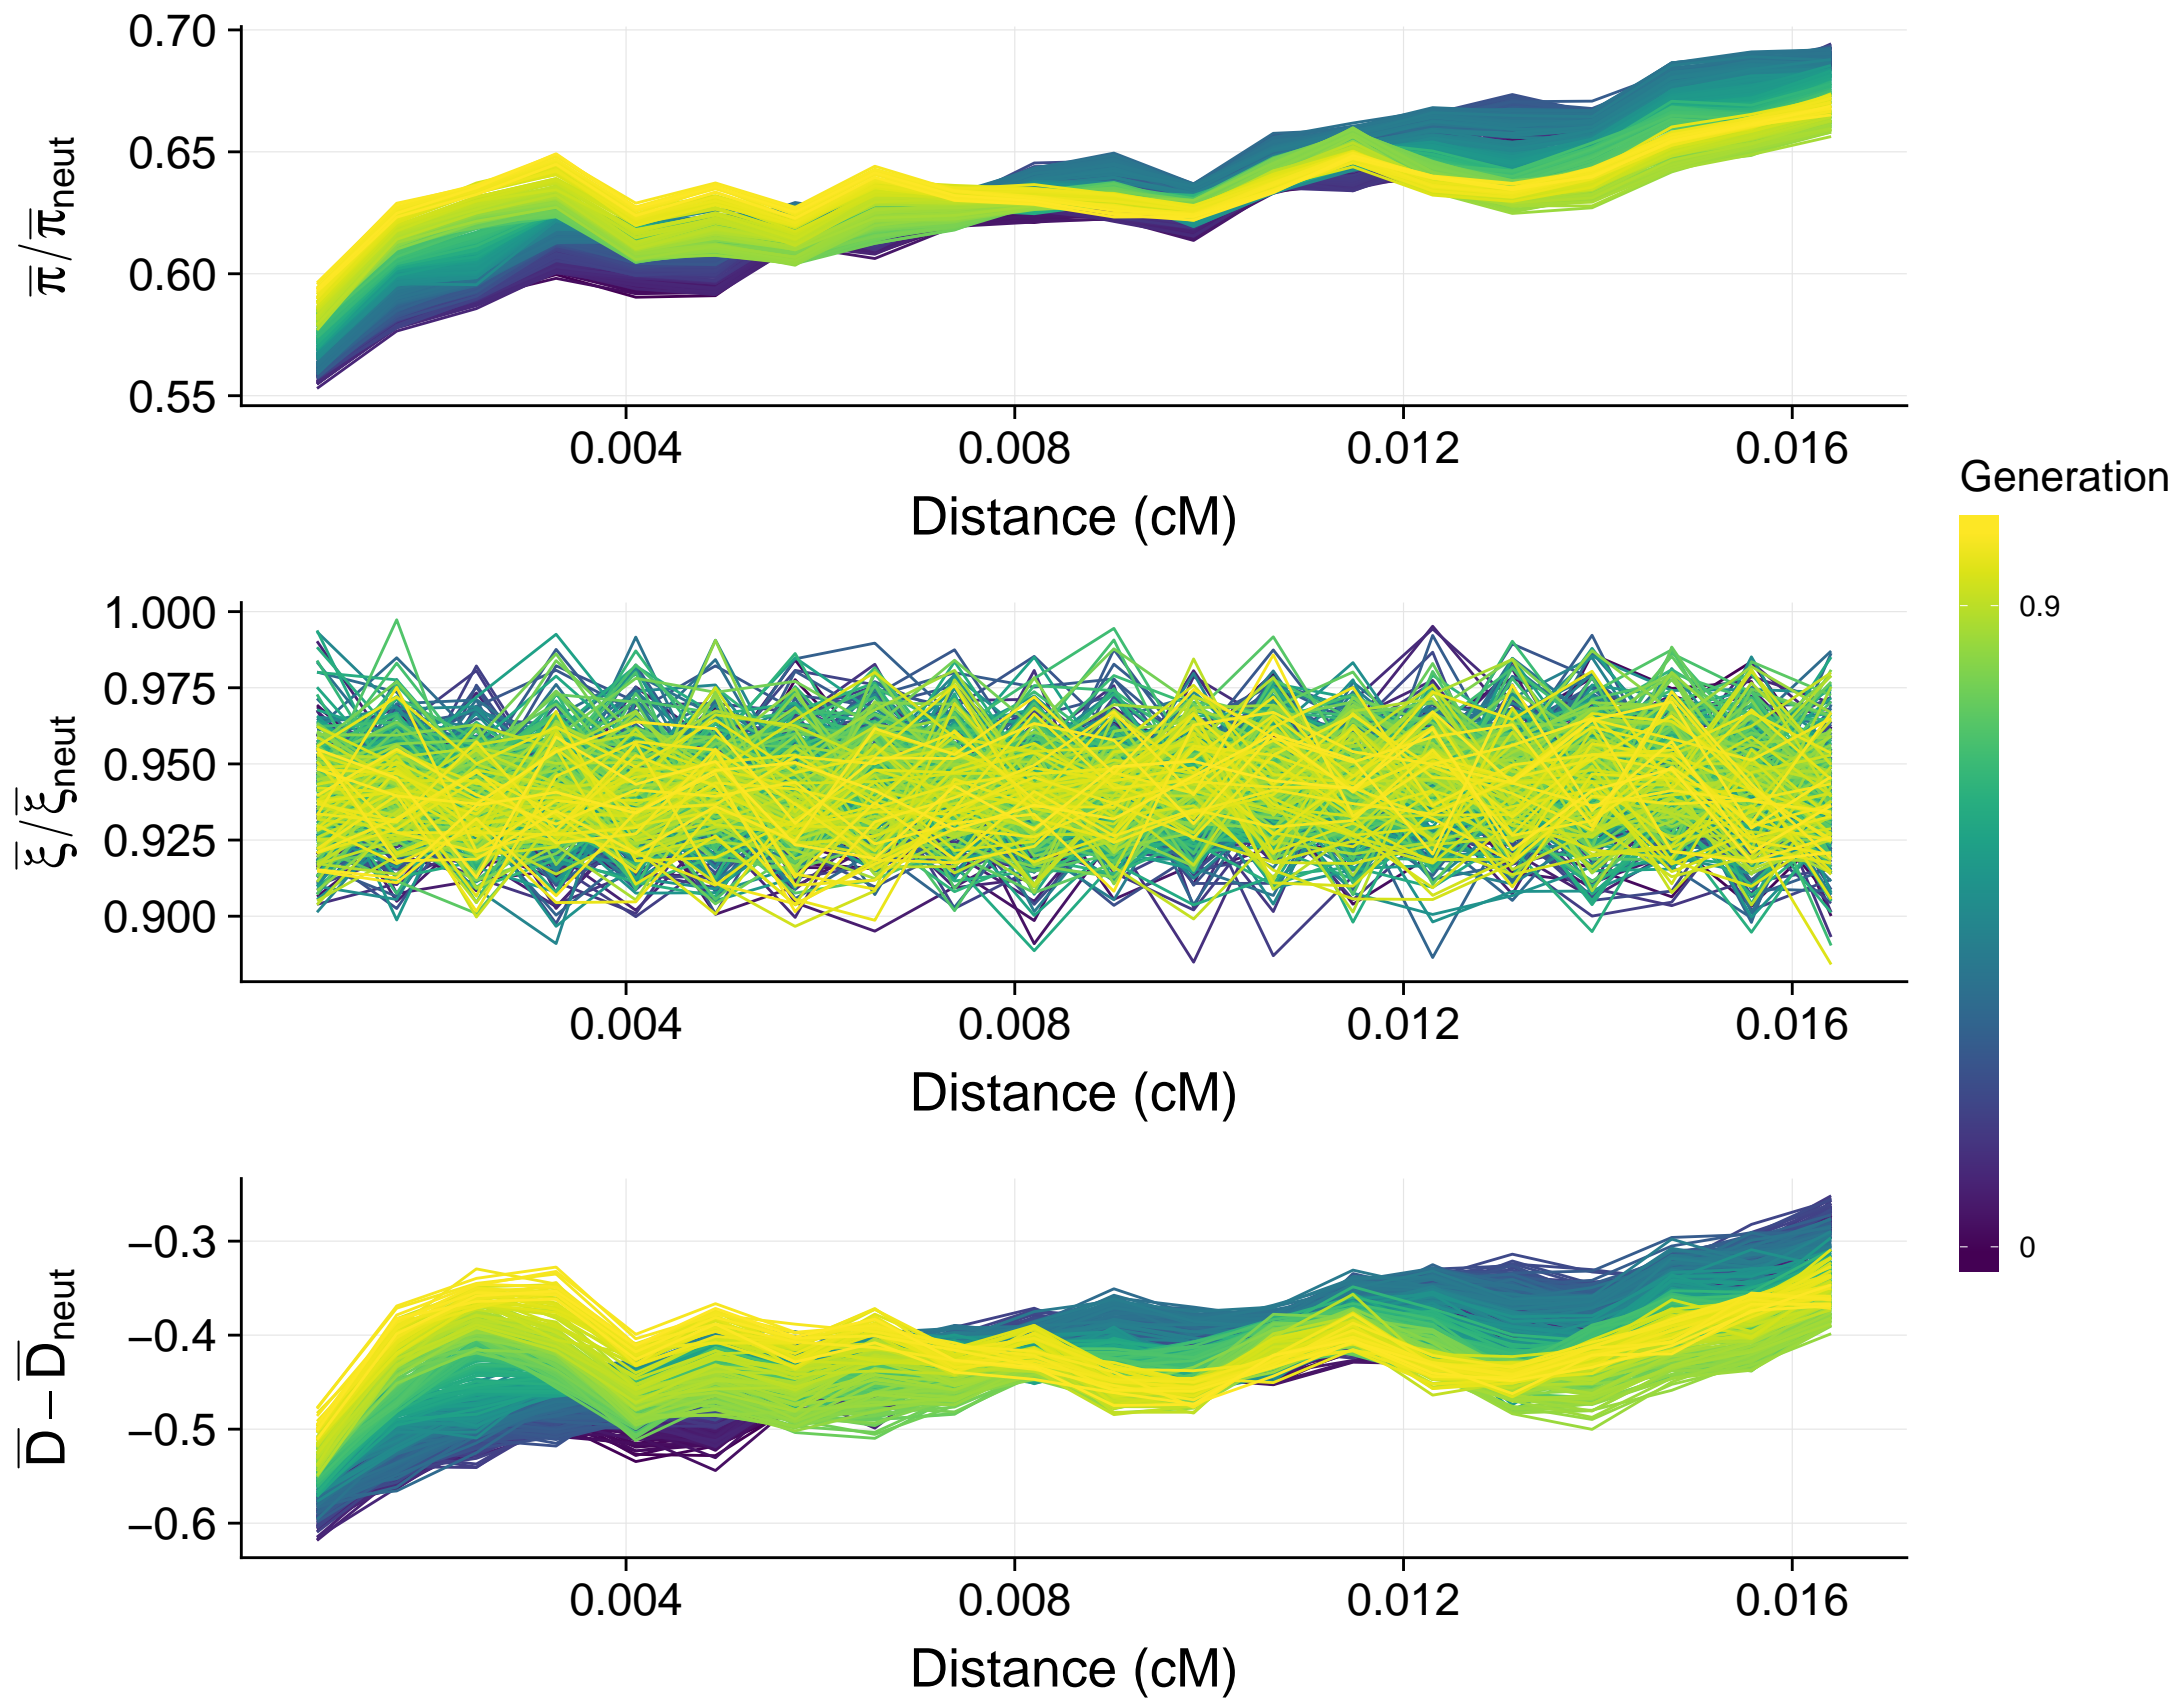 π̅/π̅neut
0.70
0.65
0.60
0.55
0.004 0.008 0.012 0.016
Distance (cM)
ξ̅/ξ̅neut
1.000
0.975
0.950
0.925
0.900
0.004 0.008 0.012 0.016
Distance (cM)
D̅ − D̅neut
−0.3
−0.4
−0.5
−0.6
0.004 0.008 0.012 0.016
Distance (cM)
Generation
0.9
0